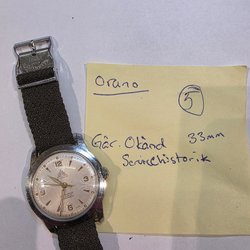 Orano
5
Går. Okänd 33mm
Servicehistorik